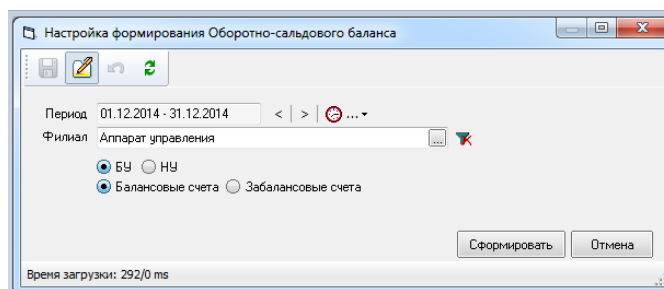 Настройка формирования Оборотно-сальдового баланса
Период 01.12.2014 - 31.12.2014 < | > | ...
Филиал Аппарат управления ...
БУ НУ
Балансовые счета Забалансовые счета
Сформировать Отмена
Время загрузки: 292/0 ms